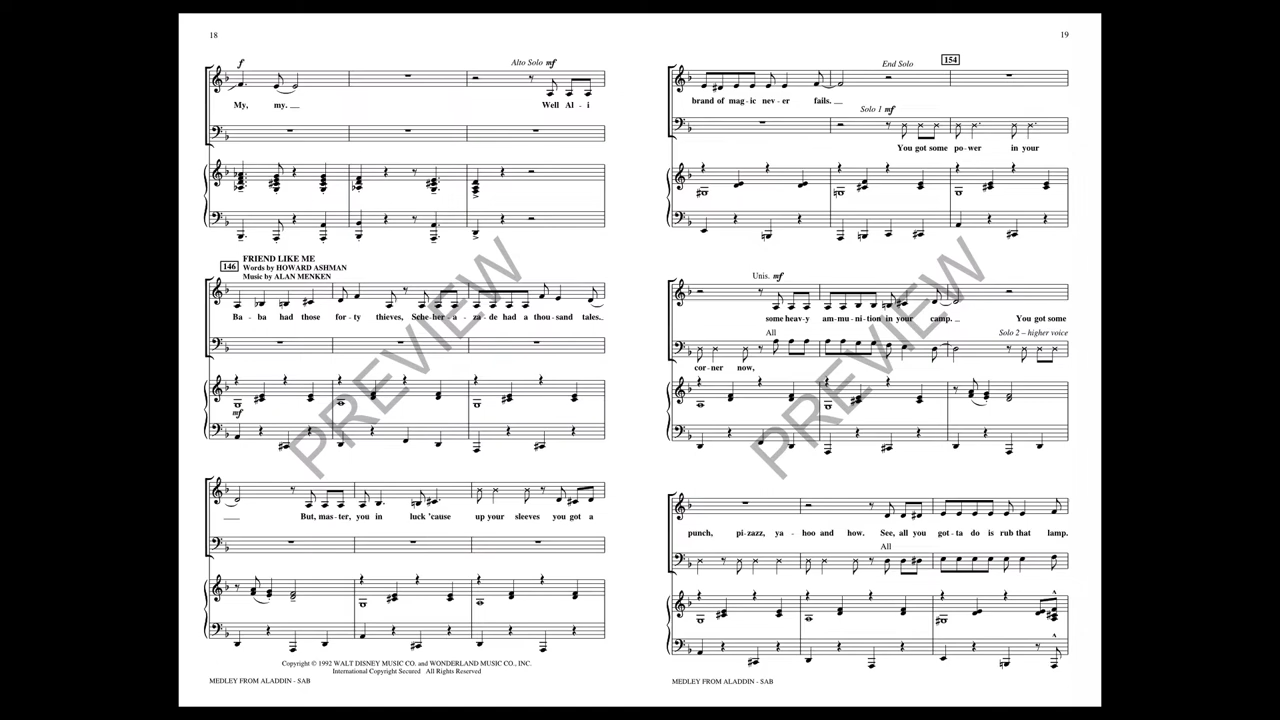 18
f
Alto Solo mf
My, my.
Well Al - i
146
FRIEND LIKE ME
Words by HOWARD ASHMAN
Music by ALAN MENKEN
Ba - ba had those for - ty thieves, Sche-her - a - za - de had a thou - sand tales.
mf
But, mas - ter, you in luck 'cause up your sleeves you got a
Copyright © 1992 WALT DISNEY MUSIC CO. and WONDERLAND MUSIC CO., INC.
International Copyright Secured All Rights Reserved
MEDLEY FROM ALADDIN - SAB
19
End Solo
154
brand of mag - ic nev - er fails.
Solo 1 mf
You got some po - wer in your
Unis. mf
some heav - y am - mu - ni - tion in your camp. You got some
All
Solo 2 – higher voice
cor - ner now,
punch, pi - zazz, ya - hoo and how. See, all you got - ta do is rub that lamp.
All
MEDLEY FROM ALADDIN - SAB
PREVIEW
PREVIEW